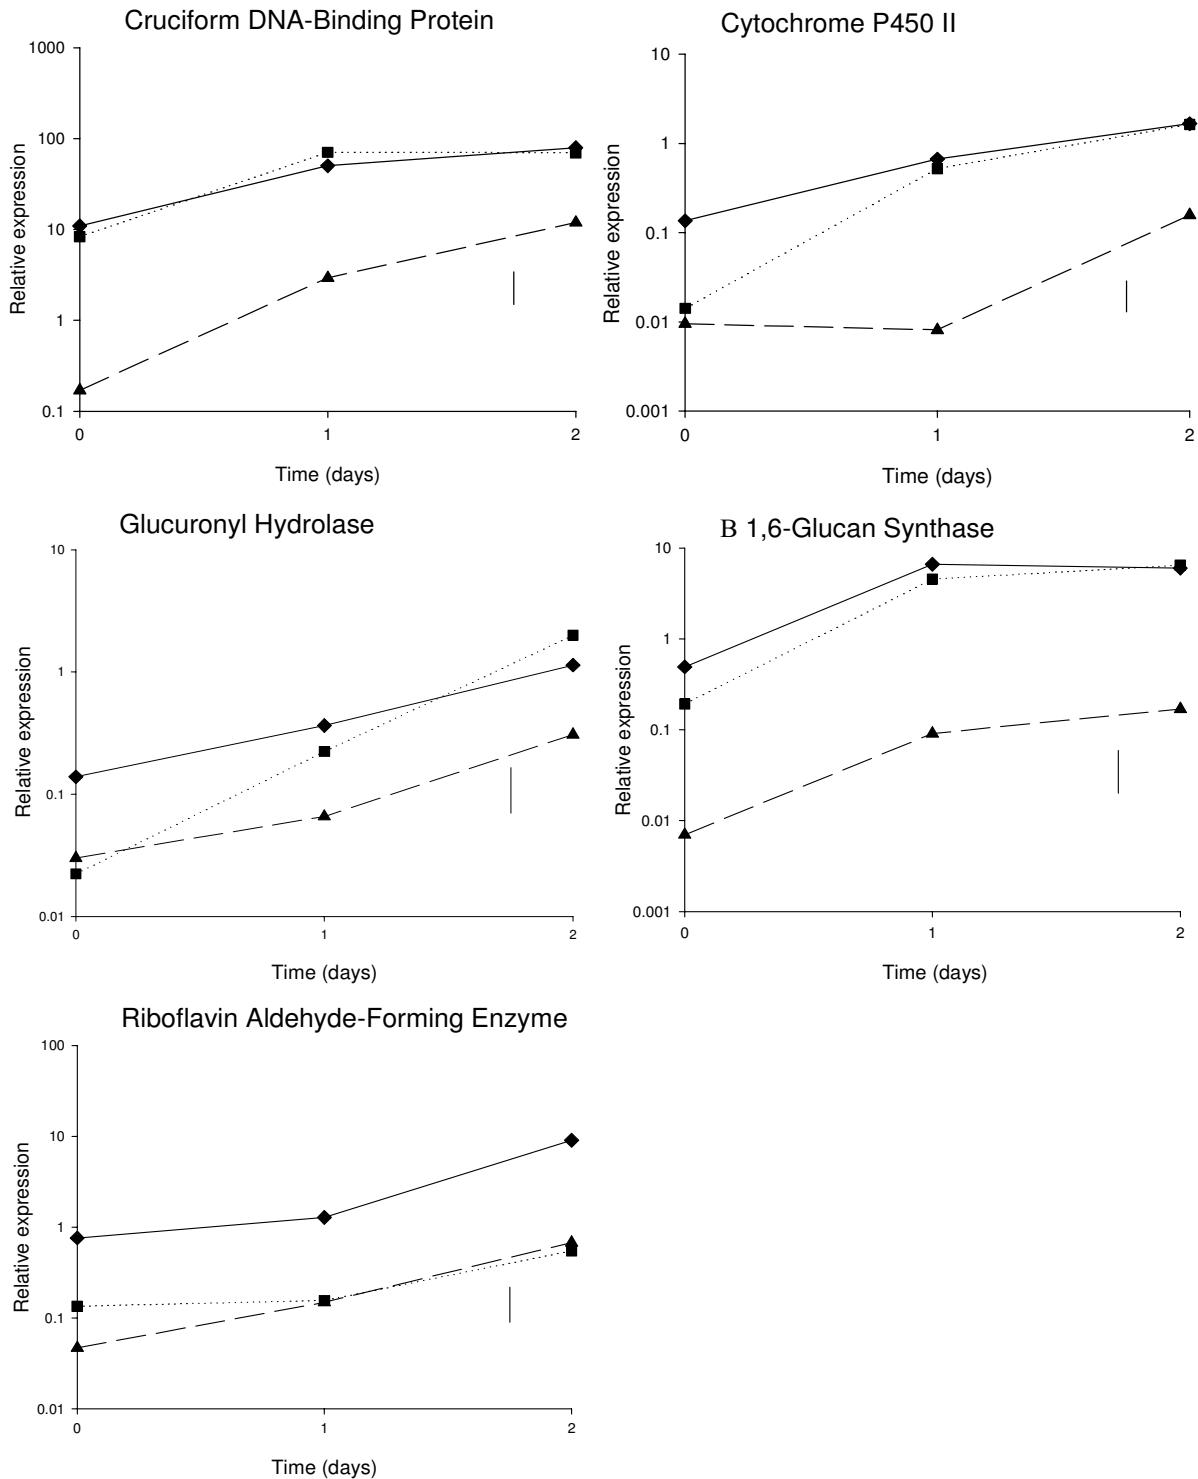 Cruciform DNA-Binding Protein
1000
100
10
1
0.1
Relative expression
0 1 2
Time (days)
Cytochrome P450 II
10
1
0.1
0.01
0.001
Relative expression
0 1 2
Time (days)
Glucuronyl Hydrolase
10
1
0.1
0.01
Relative expression
0 1 2
Time (days)
B 1,6-Glucan Synthase
10
1
0.1
0.01
0.001
Relative expression
0 1 2
Time (days)
Riboflavin Aldehyde-Forming Enzyme
100
10
1
0.1
0.01
Relative expression
0 1 2
Time (days)